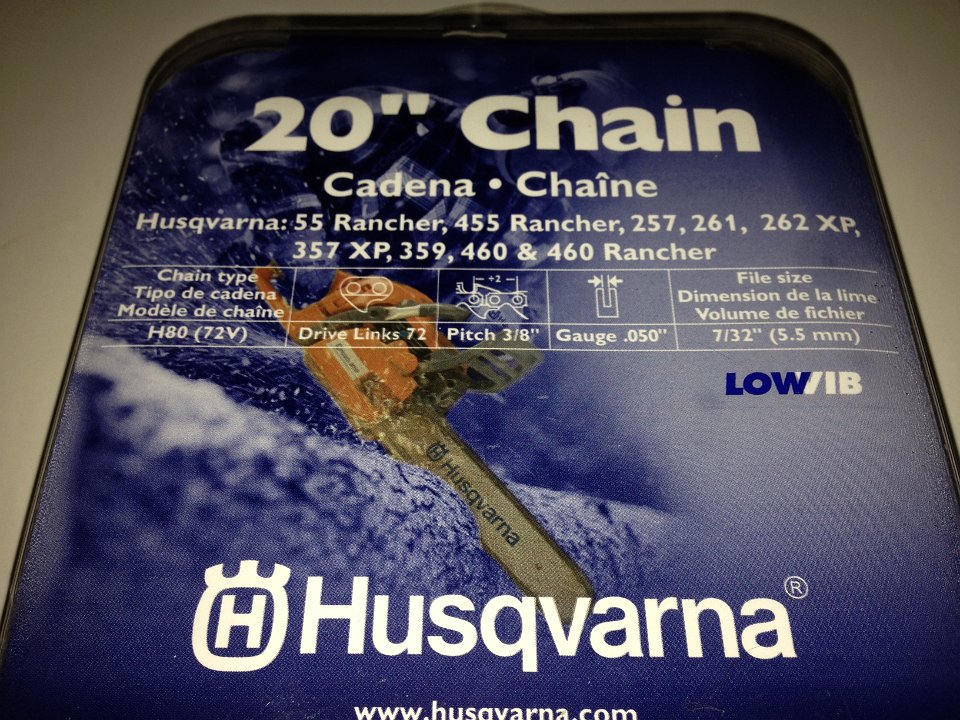 20" Chain
Cadena • Chaîne
Husqvarna: 55 Rancher, 455 Rancher, 257, 261, 262 XP,
357 XP, 359, 460 & 460 Rancher
Chain type
Tipo de cadena
Modèle de chaîne
÷2
File size
Dimension de la lime
Volume de fichier
H80 (72V) Drive Links 72 Pitch 3/8" Gauge .050" 7/32" (5.5 mm)
LOWVIB
Husqvarna
H Husqvarna®
www.husqvarna.com